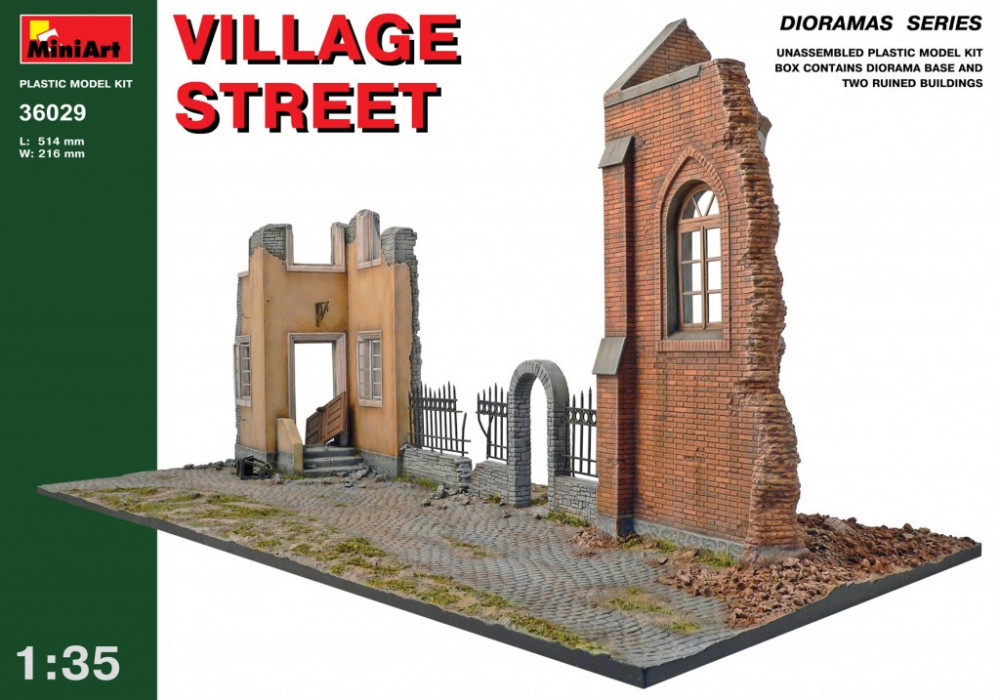 MiniArt
PLASTIC MODEL KIT
36029
L: 514 mm
W: 216 mm
VILLAGE
STREET
DIORAMAS SERIES
UNASSEMBLED PLASTIC MODEL KIT
BOX CONTAINS DIORAMA BASE AND
TWO RUINED BUILDINGS
1:35